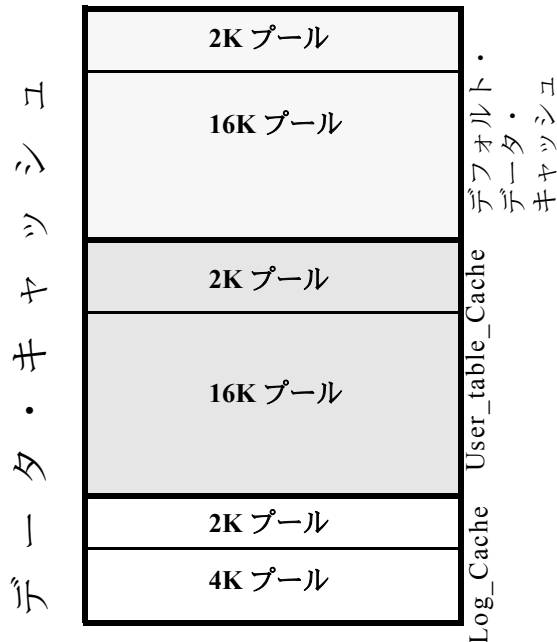 データ・キャッシュ
2K プール
16K プール
デフォルト・
データ・
キャッシュ
2K プール
16K プール
User_table_Cache
2K プール
4K プール
Log_Cache